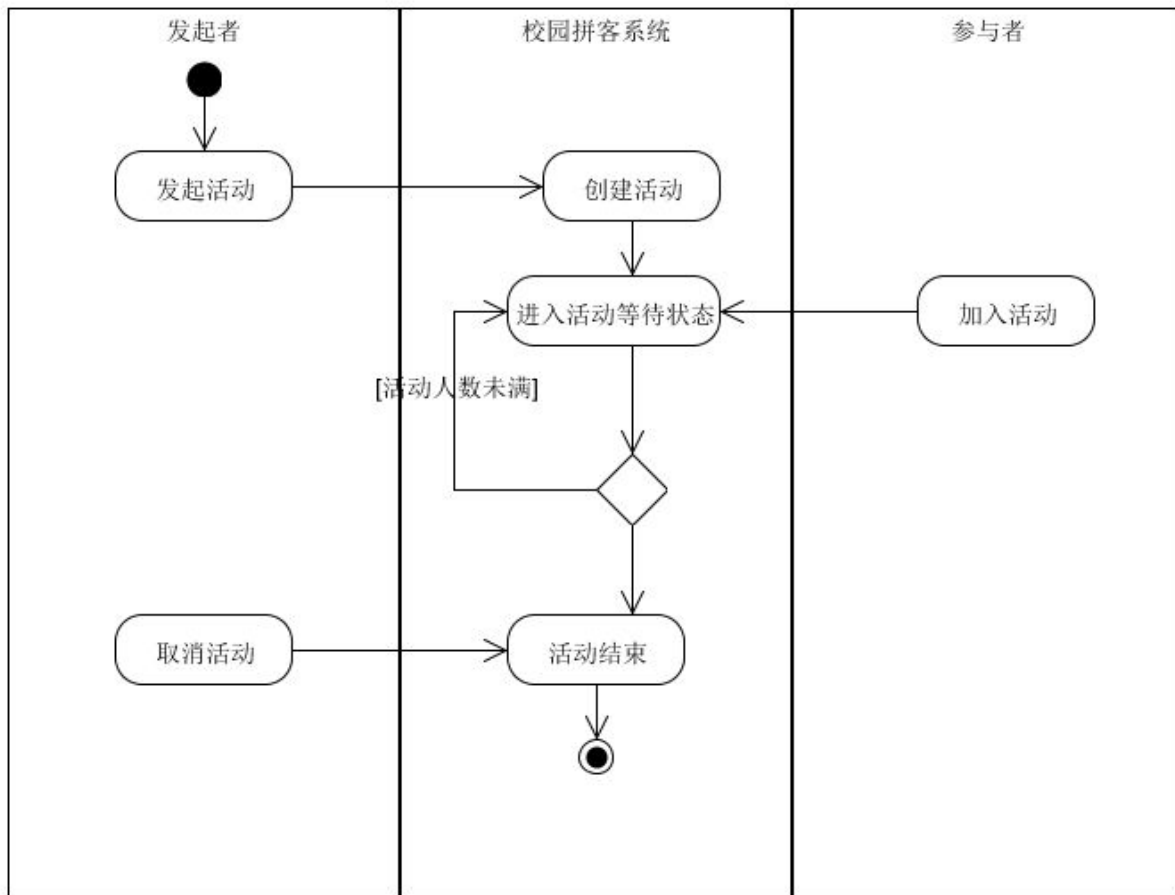 发起者
校园拼客系统
参与者
发起活动
创建活动
进入活动等待状态
加入活动
[活动人数未满]
取消活动
活动结束